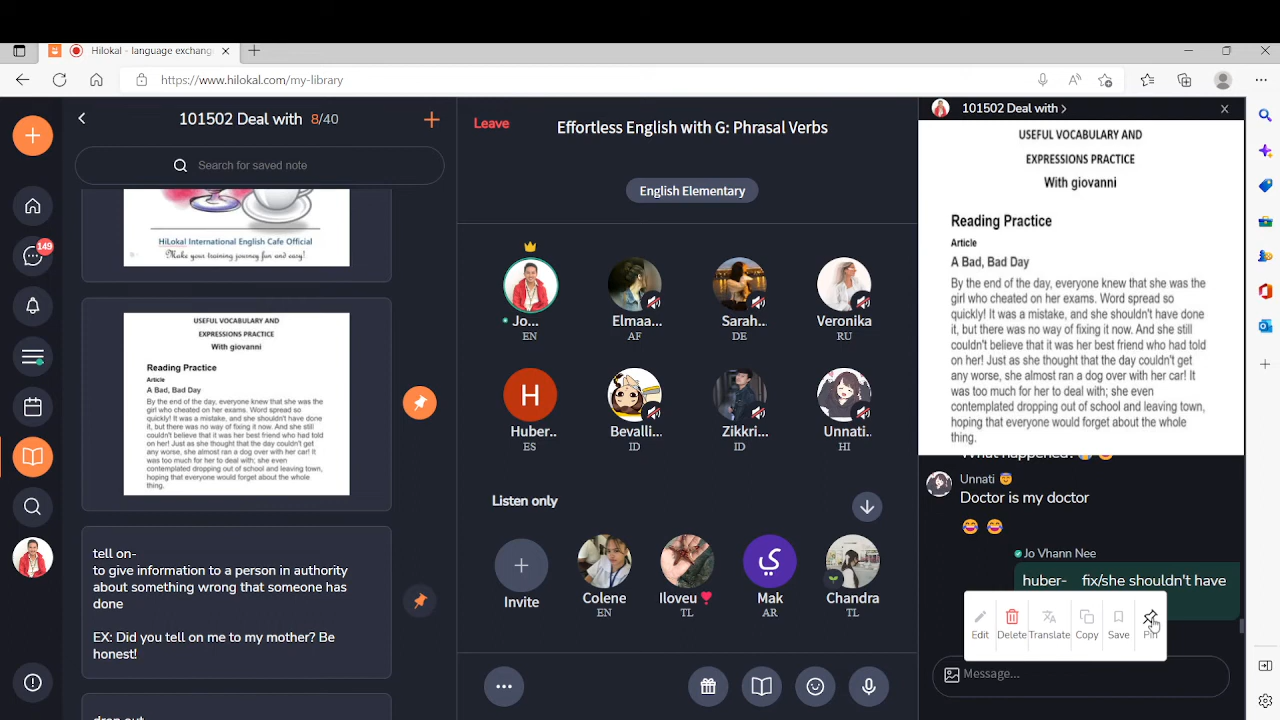 Hilokal - language exchang
https://www.hilokal.com/my-library
149
101502 Deal with 8/40
Search for saved note
HiLokal International English Cafe Official
Make your training journey fun and easy!
USEFUL VOCABULARY AND
EXPRESSIONS PRACTICE
With giovanni
Reading Practice
Article
A Bad, Bad Day
By the end of the day, everyone knew that she was the
girl who cheated on her exams. Word spread so
quickly! It was a mistake, and she shouldn't have done
it, but there was no way of fixing it now. And she still
couldn't believe that it was her best friend who had told
on her! Just as she thought that the day couldn't get
any worse, she almost ran a dog over with her car! It
was too much for her to deal with; she even
contemplated dropping out of school and leaving town,
hoping that everyone would forget about the whole
thing.
tell on-
to give information to a person in authority
about something wrong that someone has
done
EX: Did you tell on me to my mother? Be
honest!
drop out
Leave
Effortless English with G: Phrasal Verbs
English Elementary
Jo...
EN
Elmaa..
AF
Sarah..
DE
Veronika
RU
H
Huber..
ES
Bevalli..
ID
Zikkri...
ID
Unnati.
HI
Listen only
Invite
Colene
EN
Iloveu
TL
ي
Mak
AR
Chandra
TL
101502 Deal with
USEFUL VOCABULARY AND
EXPRESSIONS PRACTICE
With giovanni
Reading Practice
Article
A Bad, Bad Day
By the end of the day, everyone knew that she was the
girl who cheated on her exams. Word spread so
quickly! It was a mistake, and she shouldn't have done
it, but there was no way of fixing it now. And she still
couldn't believe that it was her best friend who had told
on her! Just as she thought that the day couldn't get
any worse, she almost ran a dog over with her car! It
was too much for her to deal with; she even
contemplated dropping out of school and leaving town,
hoping that everyone would forget about the whole
thing.
What happened?
Unnati
Doctor is my doctor
Jo Vhann Nee
huber- fix/she shouldn't have
Edit
Delete
Translate
Copy
Save
Pin
Message...